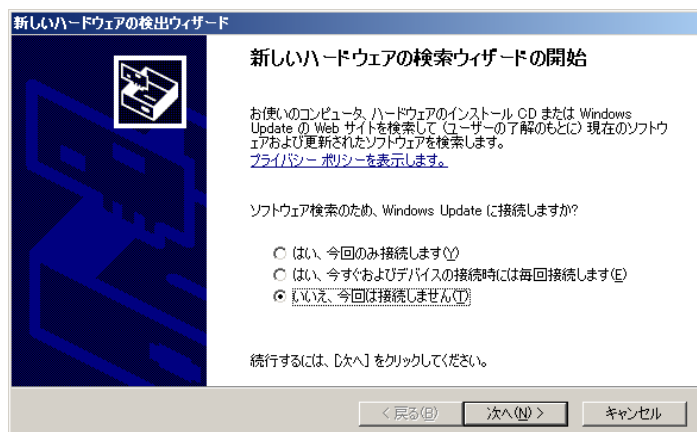 新しいハードウェアの検出ウィザード
新しいハードウェアの検索ウィザードの開始
お使いのコンピュータ、ハードウェアのインストール CD または Windows
Update の Web サイトを検索して (ユーザーの了解のもとに) 現在のソフトウ
ェアおよび更新されたソフトウェアを検索します。
プライバシー ポリシーを表示します。
ソフトウェア検索のため、Windows Update に接続しますか?
はい、今回のみ接続します(Y)
はい、今すぐおよびデバイスの接続時には毎回接続します(E)
いいえ、今回は接続しません(T)
続行するには、[次へ] をクリックしてください。
< 戻る(B) 次へ(N) > キャンセル